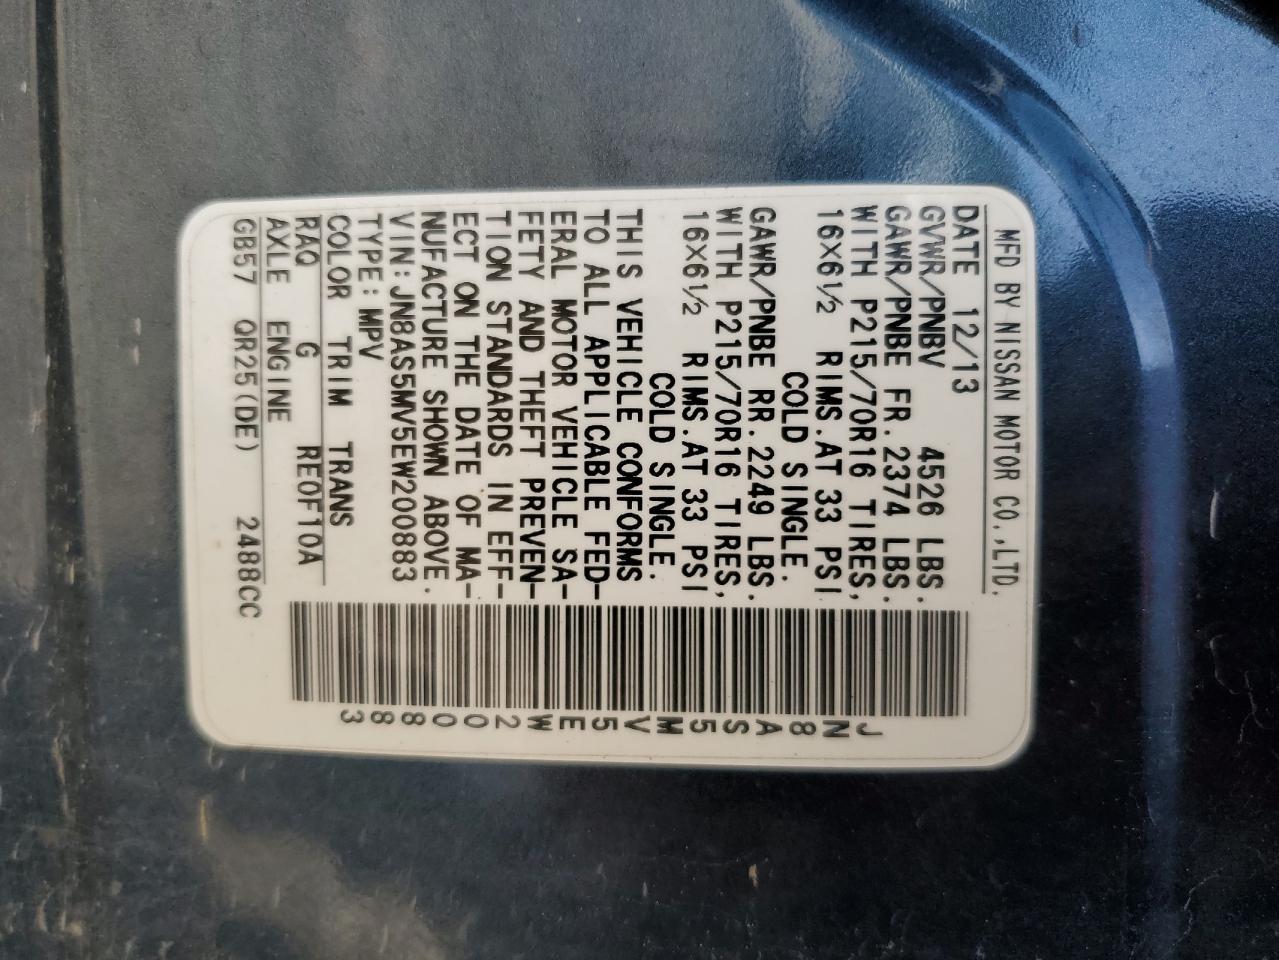 MFD BY NISSAN MOTOR CO.,LTD.
DATE 12/13
GVWR/PNBV 4526 LBS.
GAWR/PNBE FR. 2374 LBS.
WITH P215/70R16 TIRES,
16X6½ RIMS. AT 33 PSI
COLD SINGLE.
GAWR/PNBE RR. 2249 LBS.
WITH P215/70R16 TIRES,
16X6½ RIMS. AT 33 PSI
COLD SINGLE.
THIS VEHICLE CONFORMS
TO ALL APPLICABLE FED-
ERAL MOTOR VEHICLE SA-
FETY AND THEFT PREVEN-
TION STANDARDS IN EFF-
ECT ON THE DATE OF MA-
NUFACTURE SHOWN ABOVE.
VIN: JN8AS5MV5EW200883
TYPE: MPV
COLOR TRIM TRANS
RAQ G RE0F10A
AXLE ENGINE
GB57 QR25(DE) 2488CC
JN8AS5MV5EW200883